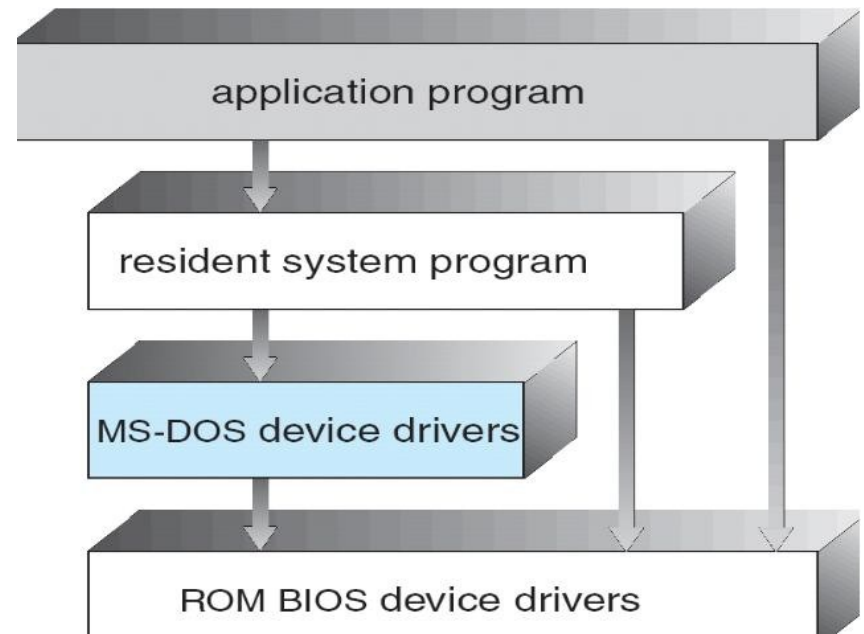 application program
resident system program
MS-DOS device drivers
ROM BIOS device drivers